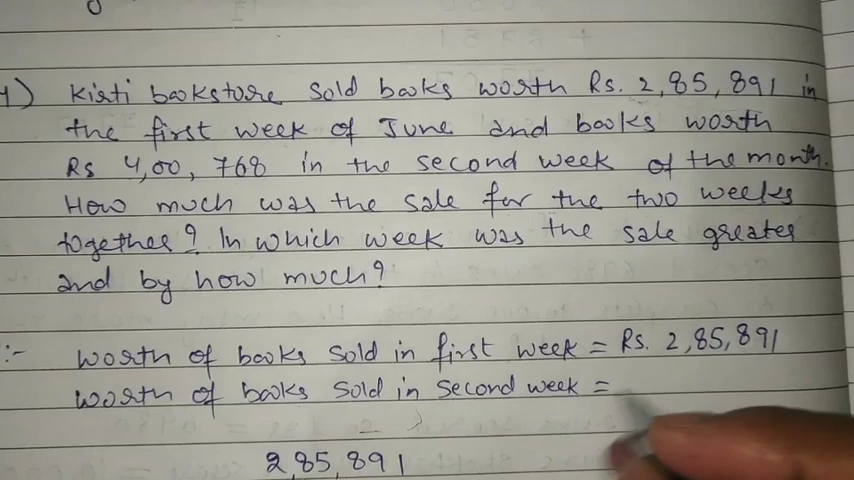 Kirti bookstore sold books worth Rs. 2,85,891 in
the first week of June and books worth
Rs 4,00,768 in the second week of the month.
How much was the sale for the two weeks
together? In which week was the sale greater
and by how much?
:- Worth of books sold in first week = Rs. 2,85,891
Worth of books sold in second week =
2,85,891